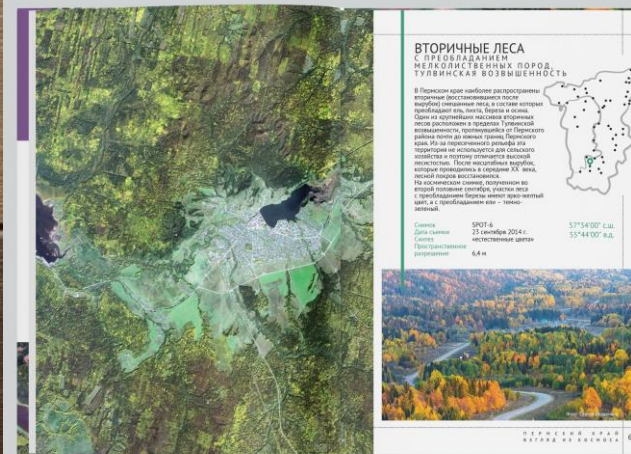 ВТОРИЧНЫЕ ЛЕСА
С ПРЕОБЛАДАНИЕМ
МЕЛКОЛИСТВЕННЫХ ПОРОД,
ТУЛВИНСКАЯ ВОЗВЫШЕННОСТЬ
В Пермском крае наиболее распространены
вторичные (восстановившиеся после
вырубок) смешанные леса, в составе которых
преобладают ель, пихта, береза и осина.
Один из крупнейших массивов вторичных
лесов расположен в пределах Тулвинской
возвышенности, протянувшейся от Пермского
района почти до южных границ Пермского
края. Из-за пересеченного рельефа эта
территория не используется для сельского
хозяйства и поэтому отличается высокой
лесистостью. После масштабных вырубок,
которые проводились в середине XX века,
лесной покров восстановился.
На космическом снимке, полученном во
второй половине сентября, участки леса
с преобладанием березы имеют ярко-желтый
цвет, а с преобладанием ели – темно-
зеленый.
Снимок SPOT-6
Дата съемки 23 сентября 2014 г.
Синтез «естественные цвета»
Пространственное
разрешение 6,4 м
57°34'00" с.ш.
55°44'00" в.д.
ПЕРМСКИЙ КРАЙ
ВЗГЛЯД ИЗ КОСМОСА